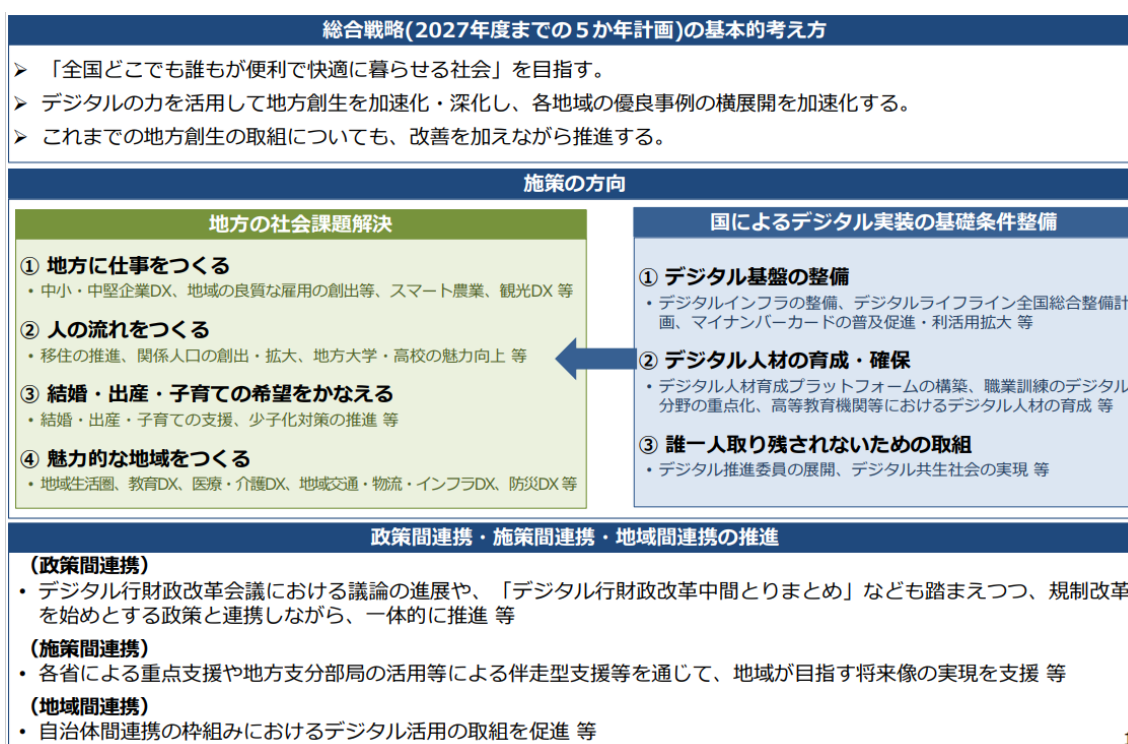 総合戦略(2027年度までの５か年計画)の基本的考え方
➢ 「全国どこでも誰もが便利で快適に暮らせる社会」を目指す。
➢ デジタルの力を活用して地方創生を加速化・深化し、各地域の優良事例の横展開を加速化する。
➢ これまでの地方創生の取組についても、改善を加えながら推進する。
施策の方向
地方の社会課題解決
① 地方に仕事をつくる
・中小・中堅企業DX、地域の良質な雇用の創出等、スマート農業、観光DX 等
② 人の流れをつくる
・移住の推進、関係人口の創出・拡大、地方大学・高校の魅力向上 等
③ 結婚・出産・子育ての希望をかなえる
・結婚・出産・子育ての支援、少子化対策の推進 等
④ 魅力的な地域をつくる
・地域生活圏、教育DX、医療・介護DX、地域交通・物流・インフラDX、防災DX 等
国によるデジタル実装の基礎条件整備
① デジタル基盤の整備
・デジタルインフラの整備、デジタルライフライン全国総合整備計
画、マイナンバーカードの普及促進・利活用拡大 等
② デジタル人材の育成・確保
・デジタル人材育成プラットフォームの構築、職業訓練のデジタル
分野の重点化、高等教育機関等におけるデジタル人材の育成 等
③ 誰一人取り残されないための取組
・デジタル推進委員の展開、デジタル共生社会の実現 等
政策間連携・施策間連携・地域間連携の推進
（政策間連携）
・デジタル行財政改革会議における議論の進展や、「デジタル行財政改革中間とりまとめ」なども踏まえつつ、規制改革
を始めとする政策と連携しながら、一体的に推進 等
（施策間連携）
・各省による重点支援や地方支分部局の活用等による伴走型支援等を通じて、地域が目指す将来像の実現を支援 等
（地域間連携）
・自治体間連携の枠組みにおけるデジタル活用の取組を促進 等